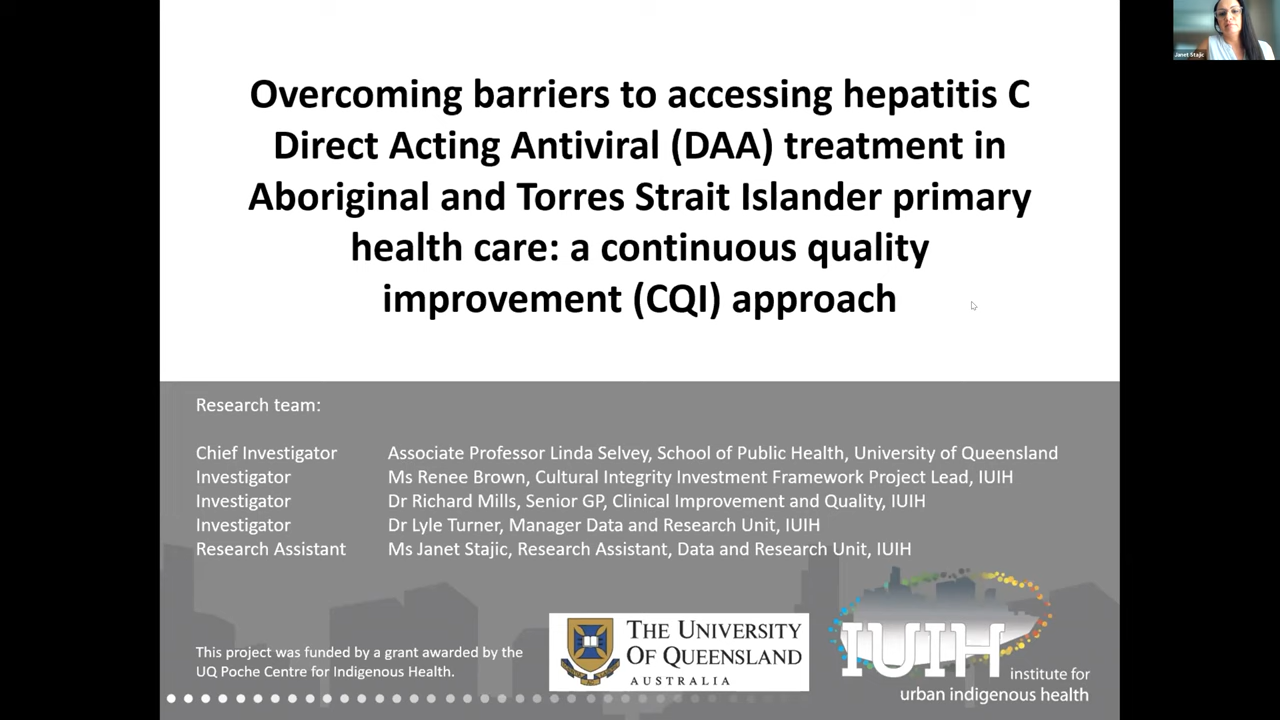 Janet Stajic
Overcoming barriers to accessing hepatitis C
Direct Acting Antiviral (DAA) treatment in
Aboriginal and Torres Strait Islander primary
health care: a continuous quality
improvement (CQI) approach
Research team:
Chief Investigator Associate Professor Linda Selvey, School of Public Health, University of Queensland
Investigator Ms Renee Brown, Cultural Integrity Investment Framework Project Lead, IUIH
Investigator Dr Richard Mills, Senior GP, Clinical Improvement and Quality, IUIH
Investigator Dr Lyle Turner, Manager Data and Research Unit, IUIH
Research Assistant Ms Janet Stajic, Research Assistant, Data and Research Unit, IUIH
This project was funded by a grant awarded by the
UQ Poche Centre for Indigenous Health.
THE UNIVERSITY
OF QUEENSLAND
AUSTRALIA
IUIH
institute for
urban indigenous health